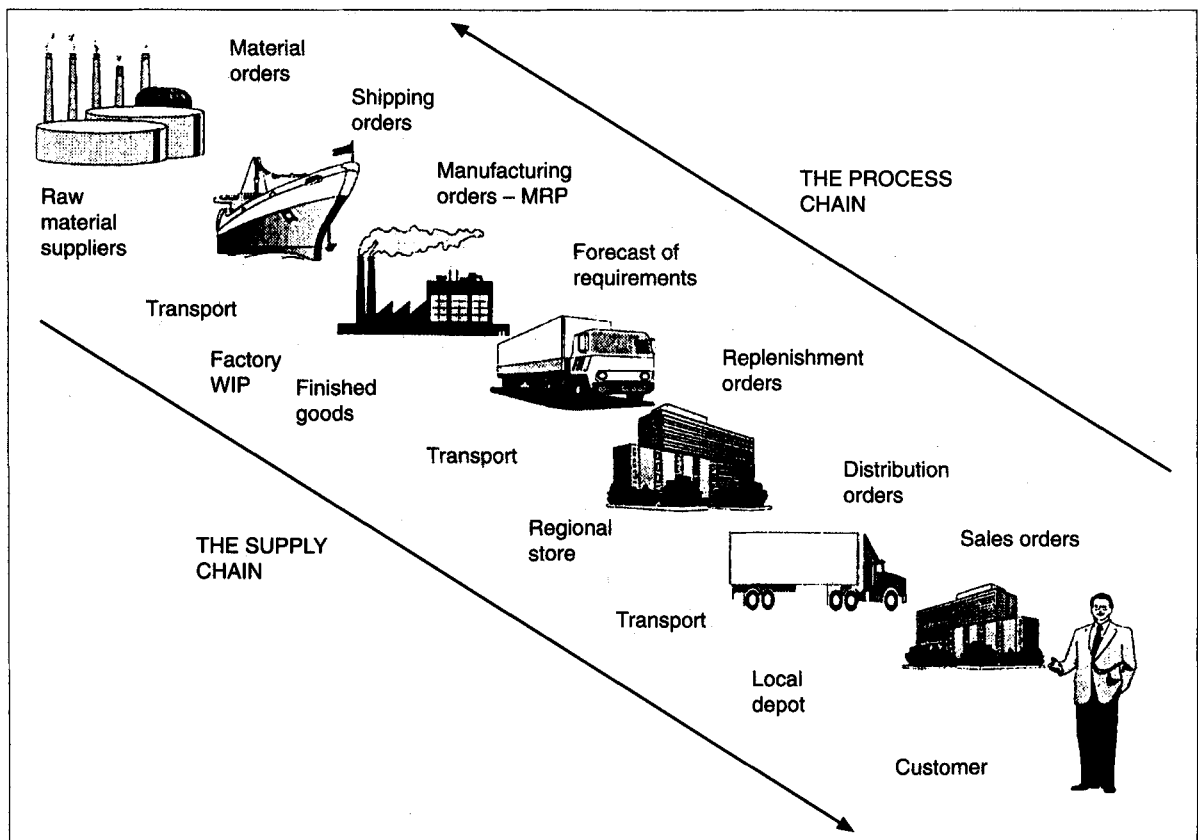 Material
orders
Shipping
orders
Manufacturing
orders – MRP
THE PROCESS
CHAIN
Raw
material
suppliers
Forecast of
requirements
Transport
Factory
WIP
Finished
goods
Replenishment
orders
Transport
Distribution
orders
Regional
store
THE SUPPLY
CHAIN
Sales orders
Transport
Local
depot
Customer